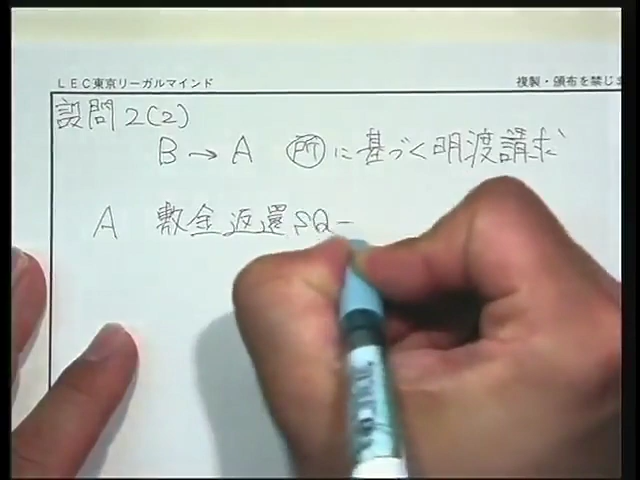 LEC東京リーガルマインド
複製・頒布を禁じま
設問2(2)
B→A 所に基づく明渡請求
A 敷金返還SQ-